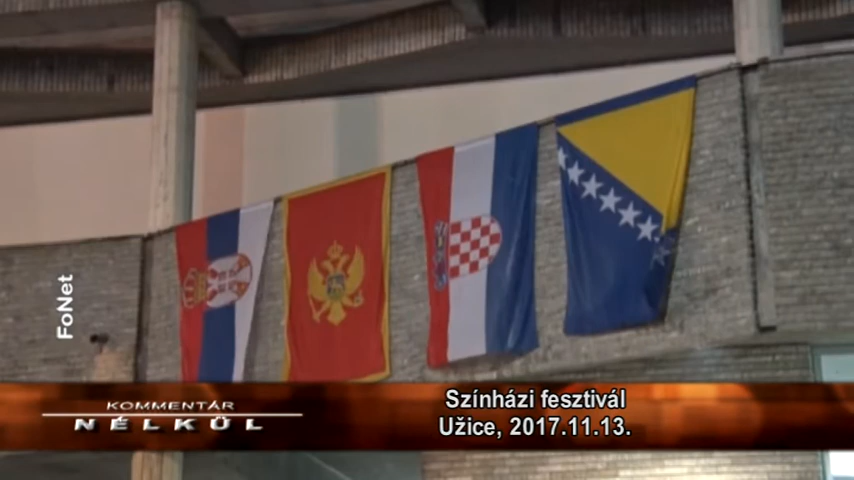 FoNet
KOMMENTÁR
NÉLKÜL
Színházi fesztivál
Užice, 2017.11.13.